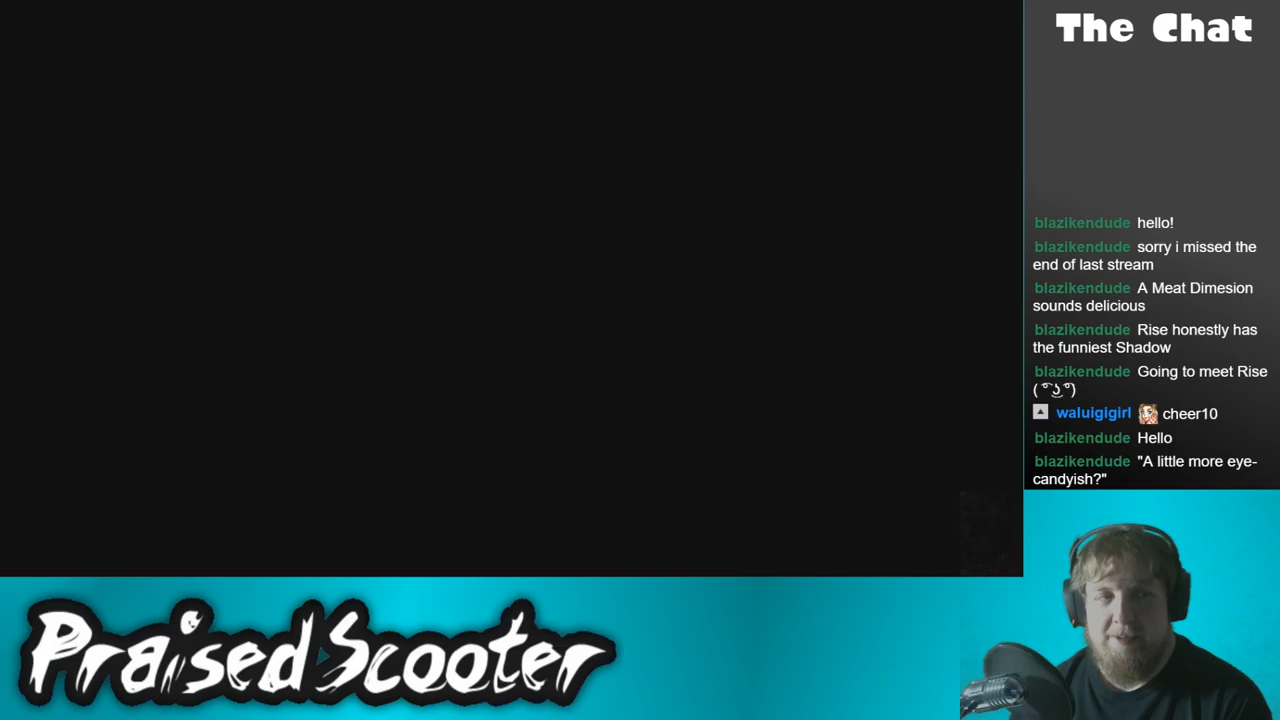 The Chat
blazikendude hello!
blazikendude sorry i missed the
end of last stream
blazikendude A Meat Dimesion
sounds delicious
blazikendude Rise honestly has
the funniest Shadow
blazikendude Going to meet Rise
( ͡° ͜ʖ ͡°)
waluigigirl cheer10
blazikendude Hello
blazikendude "A little more eye-
candyish?"
PraisedScooter